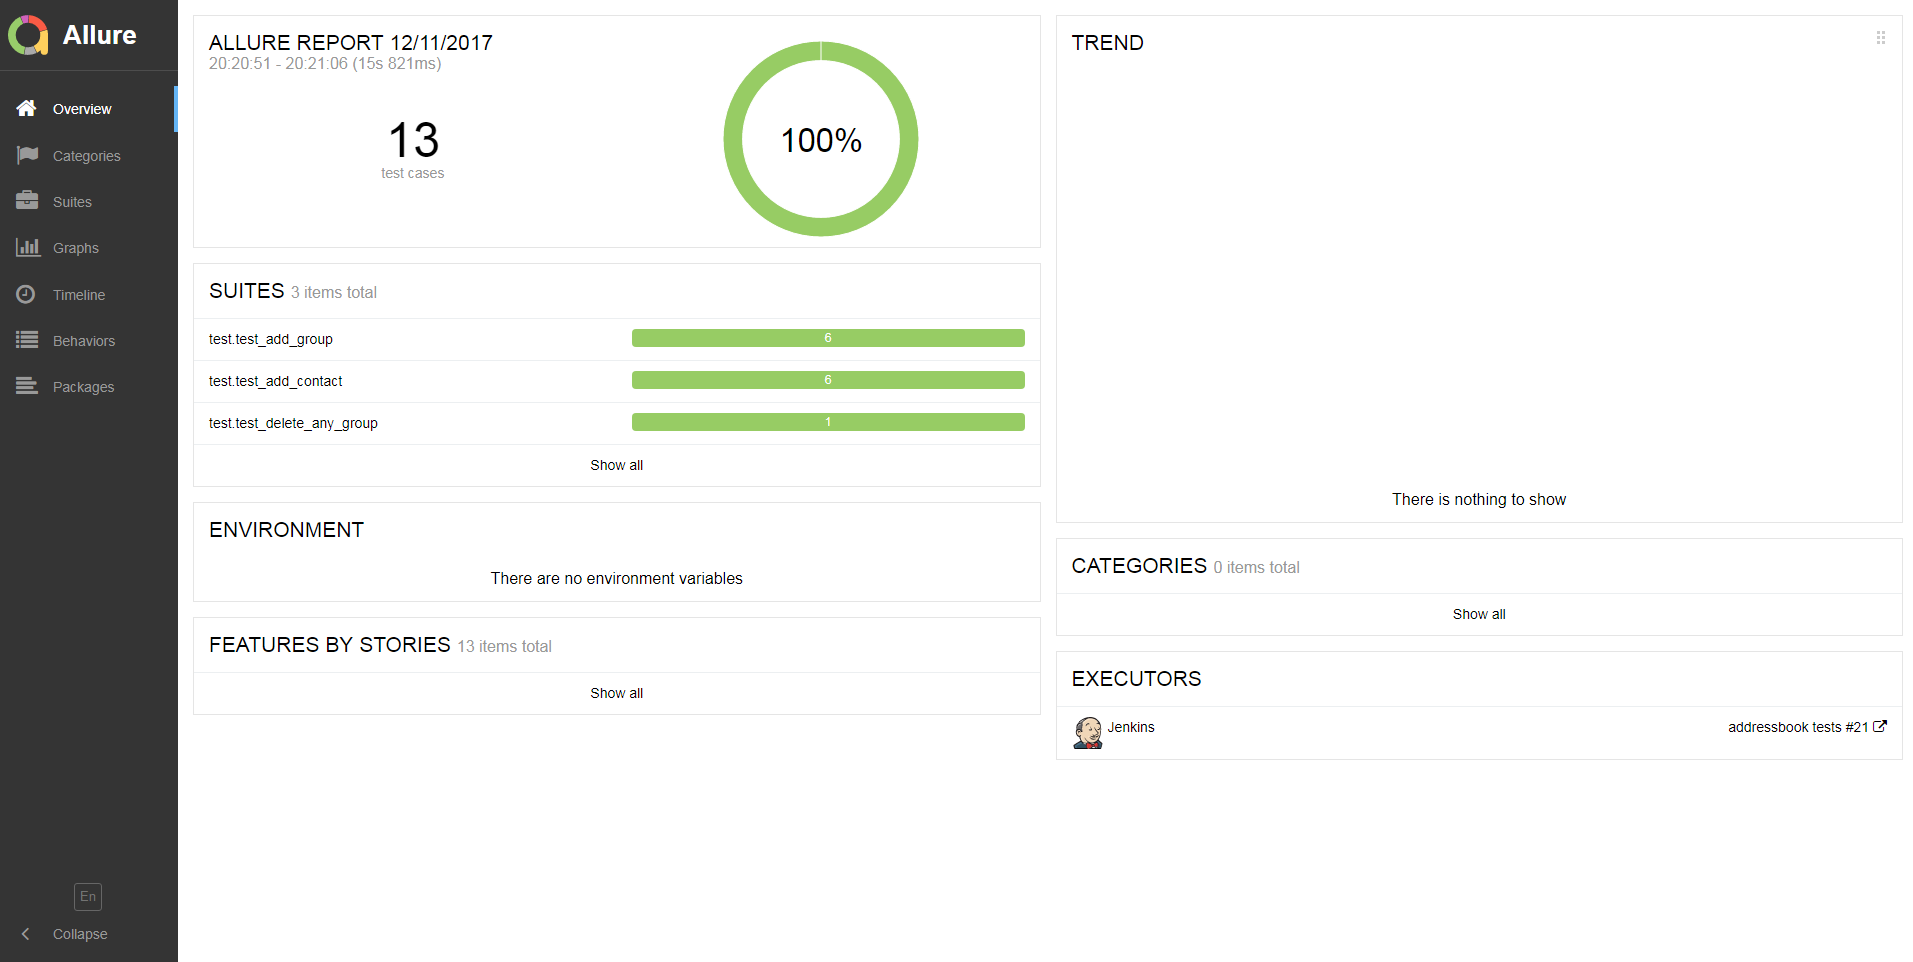 Allure
Overview
Categories
Suites
Graphs
Timeline
Behaviors
Packages
En
Collapse
ALLURE REPORT 12/11/2017
20:20:51 - 20:21:06 (15s 821ms)
13
test cases
100%
SUITES 3 items total
test.test_add_group 6
test.test_add_contact 6
test.test_delete_any_group 1
Show all
ENVIRONMENT
There are no environment variables
FEATURES BY STORIES 13 items total
Show all
TREND
There is nothing to show
CATEGORIES 0 items total
Show all
EXECUTORS
Jenkins addressbook tests #21